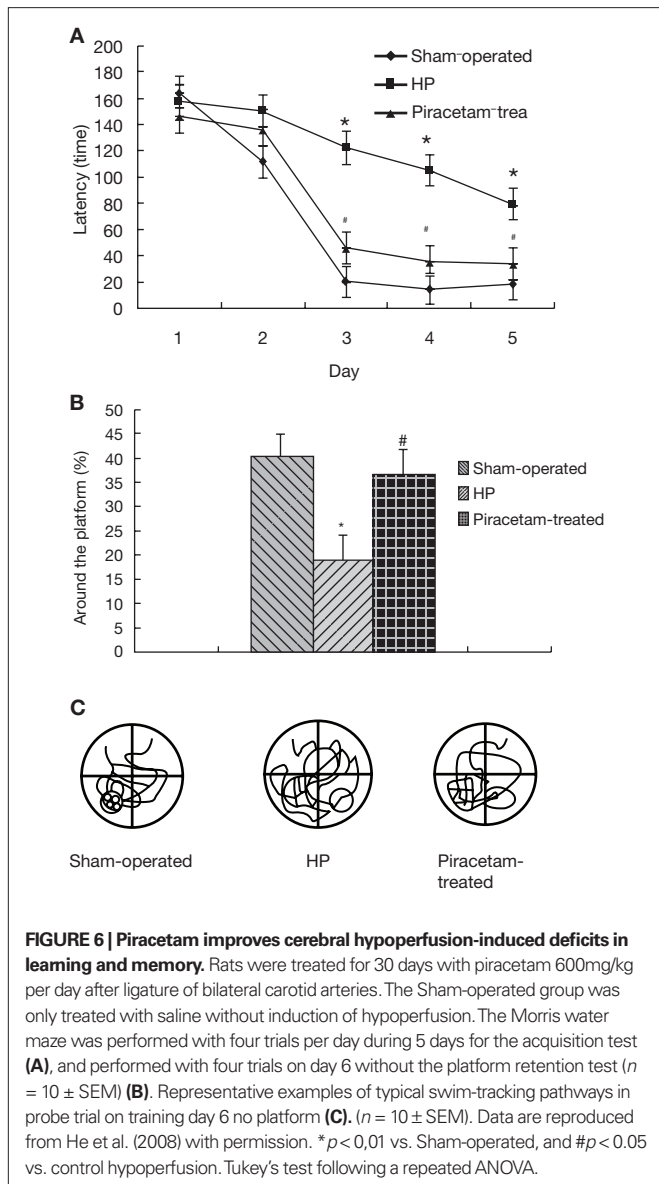 A
200
180
160
140
120
100
80
60
40
20
0
Latency (time)
Sham-operated
HP
Piracetam-trea
*
*
*
#
#
#
1 2 3 4 5
Day
B
50
45
40
35
30
25
20
15
10
5
0
Around the platform (%)
*
#
Sham-operated
HP
Piracetam-treated
C
Sham-operated
HP
Piracetam-
treated
FIGURE 6 | Piracetam improves cerebral hypoperfusion-induced deficits in
learning and memory. Rats were treated for 30 days with piracetam 600mg/kg
per day after ligature of bilateral carotid arteries. The Sham-operated group was
only treated with saline without induction of hypoperfusion. The Morris water
maze was performed with four trials per day during 5 days for the acquisition test
(A), and performed with four trials on day 6 without the platform retention test (n
= 10 ± SEM) (B). Representative examples of typical swim-tracking pathways in
probe trial on training day 6 no platform (C). (n = 10 ± SEM). Data are reproduced
from He et al. (2008) with permission. *p < 0,01 vs. Sham-operated, and #p < 0.05
vs. control hypoperfusion. Tukey's test following a repeated ANOVA.